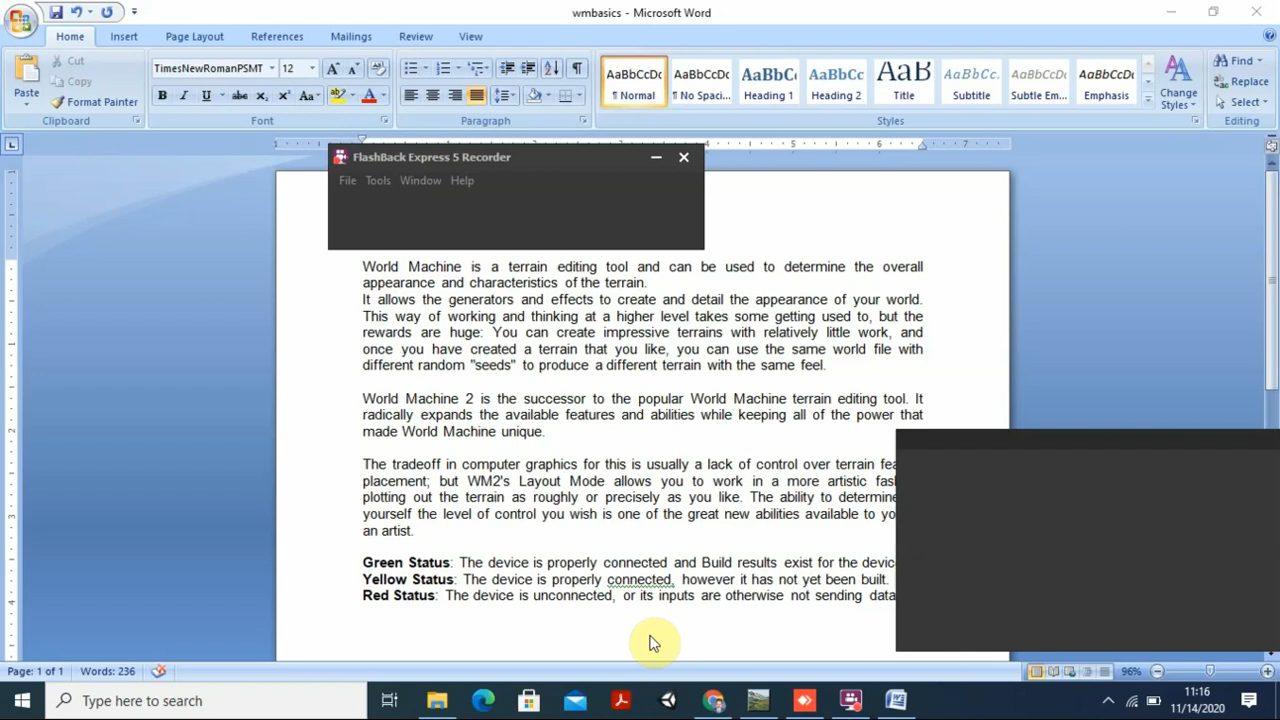 wmbasics - Microsoft Word
Home Insert Page Layout References Mailings Review View
Paste
Cut
Copy
Format Painter
Clipboard
TimesNewRomanPSMT 12
Font
Paragraph
AaBbCcDc AaBbCcDc AaBbCc AaBbCc AaB AaBbCc. AaBbCcDc AaBbCcDc
¶ Normal ¶ No Spaci... Heading 1 Heading 2 Title Subtitle Subtle Em... Emphasis
Change Styles
Styles
Find
Replace
Select
Editing
FlashBack Express 5 Recorder
File Tools Window Help
World Machine is a terrain editing tool and can be used to determine the overall
appearance and characteristics of the terrain.
It allows the generators and effects to create and detail the appearance of your world.
This way of working and thinking at a higher level takes some getting used to, but the
rewards are huge: You can create impressive terrains with relatively little work, and
once you have created a terrain that you like, you can use the same world file with
different random "seeds" to produce a different terrain with the same feel.
World Machine 2 is the successor to the popular World Machine terrain editing tool. It
radically expands the available features and abilities while keeping all of the power that
made World Machine unique.
The tradeoff in computer graphics for this is usually a lack of control over terrain fea
placement; but WM2's Layout Mode allows you to work in a more artistic fas
plotting out the terrain as roughly or precisely as you like. The ability to determine
yourself the level of control you wish is one of the great new abilities available to yo
an artist.
Green Status: The device is properly connected and Build results exist for the devic
Yellow Status: The device is properly connected, however it has not yet been built.
Red Status: The device is unconnected, or its inputs are otherwise not sending data
Page: 1 of 1 Words: 236
96%
Type here to search
11:16
11/14/2020